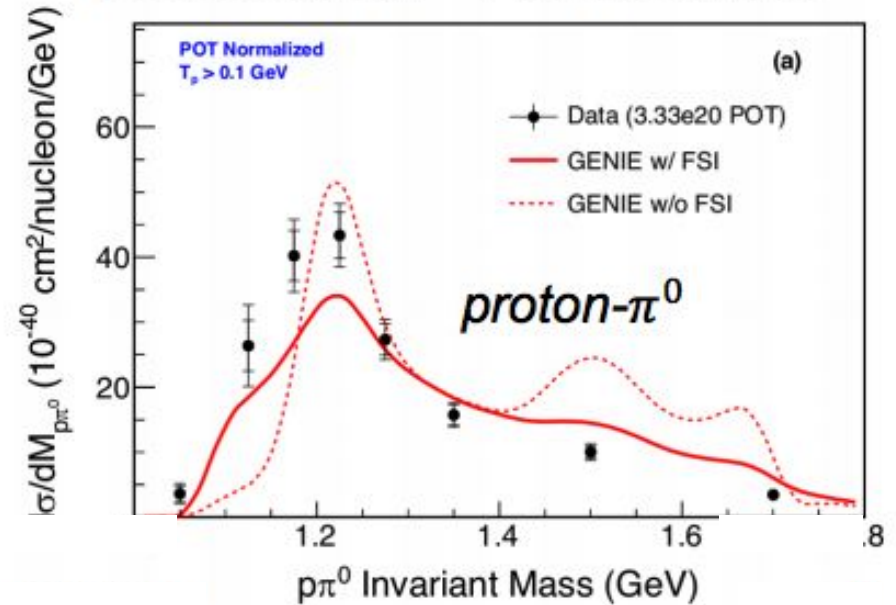 POT Normalized
Tₚ > 0.1 GeV
(a)
Data (3.33e20 POT)
GENIE w/ FSI
GENIE w/o FSI
proton-π⁰
60
40
20
1.2
1.4
1.6
.8
pπ⁰ Invariant Mass (GeV)
σ/dM_pπ⁰ (10⁻⁴⁰ cm²/nucleon/GeV)